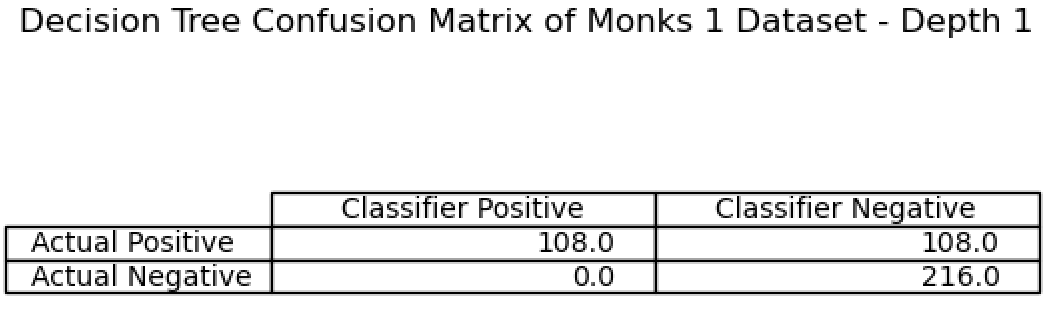 Decision Tree Confusion Matrix of Monks 1 Dataset - Depth 1
Classifier Positive Classifier Negative
Actual Positive 108.0 108.0
Actual Negative 0.0 216.0